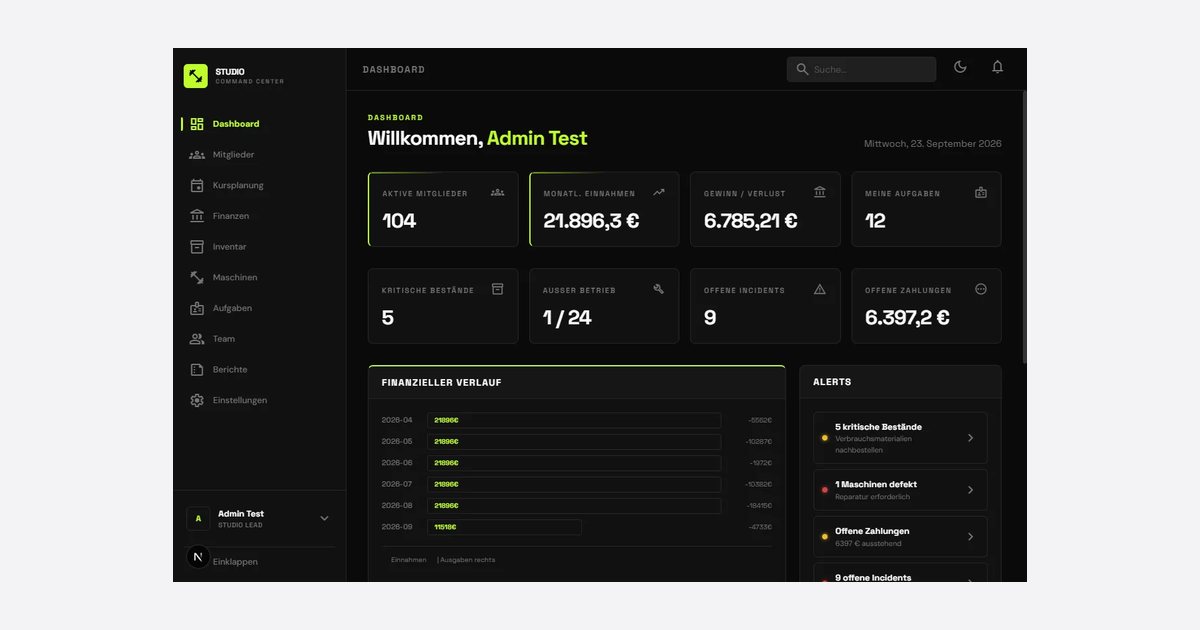 STUDIO
COMMAND CENTER
Dashboard
Mitglieder
Kursplanung
Finanzen
Inventar
Maschinen
Aufgaben
Team
Berichte
Einstellungen
A
Admin Test
STUDIO LEAD
N
Einklappen
DASHBOARD
Suche...
DASHBOARD
Willkommen, Admin Test
Mittwoch, 23. September 2026
AKTIVE MITGLIEDER
104
MONATL. EINNAHMEN
21.896,3 €
GEWINN / VERLUST
6.785,21 €
MEINE AUFGABEN
12
KRITISCHE BESTÄNDE
5
AUSSER BETRIEB
1 / 24
OFFENE INCIDENTS
9
OFFENE ZAHLUNGEN
6.397,2 €
FINANZIELLER VERLAUF
2026-04 21896€ -5552€
2026-05 21896€ -10287€
2026-06 21896€ -1972€
2026-07 21896€ -10382€
2026-08 21896€ -18415€
2026-09 11518€ -4733€
Einnahmen | Ausgaben rechts
ALERTS
5 kritische Bestände
Verbrauchsmaterialien
nachbestellen
1 Maschinen defekt
Reparatur erforderlich
Offene Zahlungen
6397 € ausstehend
9 offene Incidents